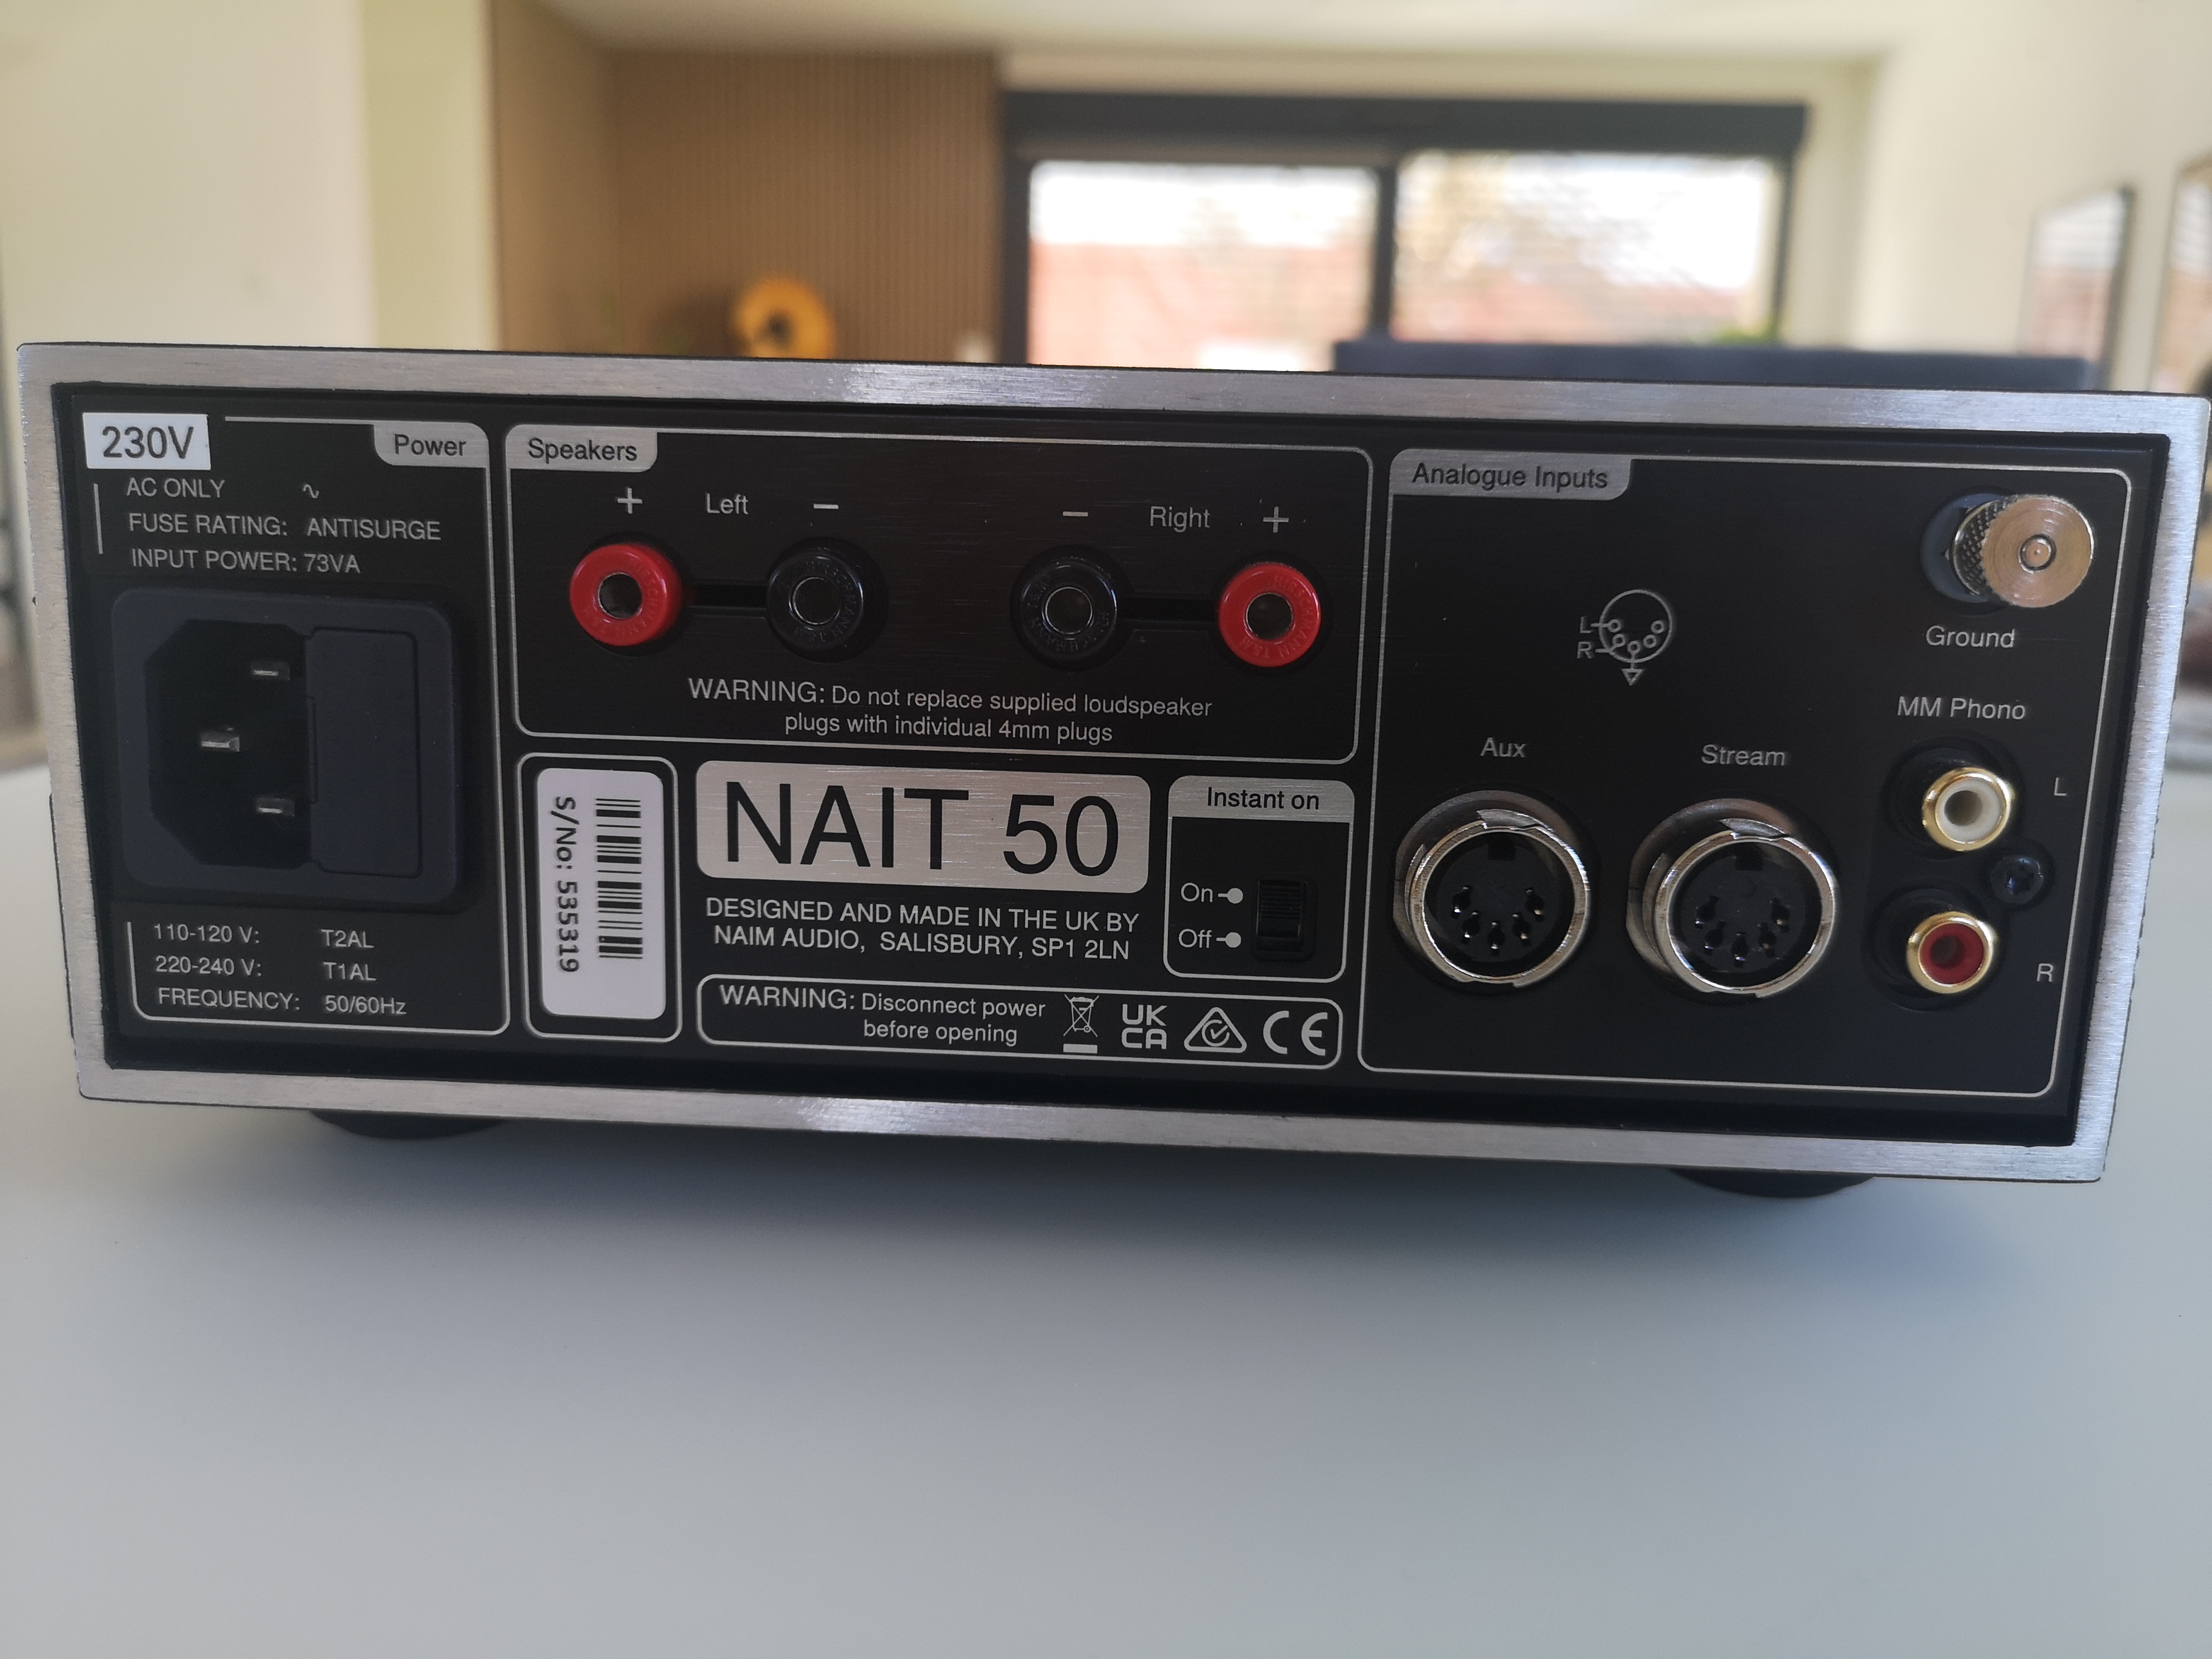 230V
Power
AC ONLY ∿
FUSE RATING: ANTISURGE
INPUT POWER: 73VA
110-120 V: T2AL
220-240 V: T1AL
FREQUENCY: 50/60Hz
Speakers
+ Left − − Right +
WARNING: Do not replace supplied loudspeaker
plugs with individual 4mm plugs
S/No: 535319
NAIT 50
DESIGNED AND MADE IN THE UK BY
NAIM AUDIO, SALISBURY, SP1 2LN
Instant on
On
Off
WARNING: Disconnect power
before opening
UK
CA
CE
Analogue Inputs
L
R
Ground
MM Phono
Aux
Stream
L
R